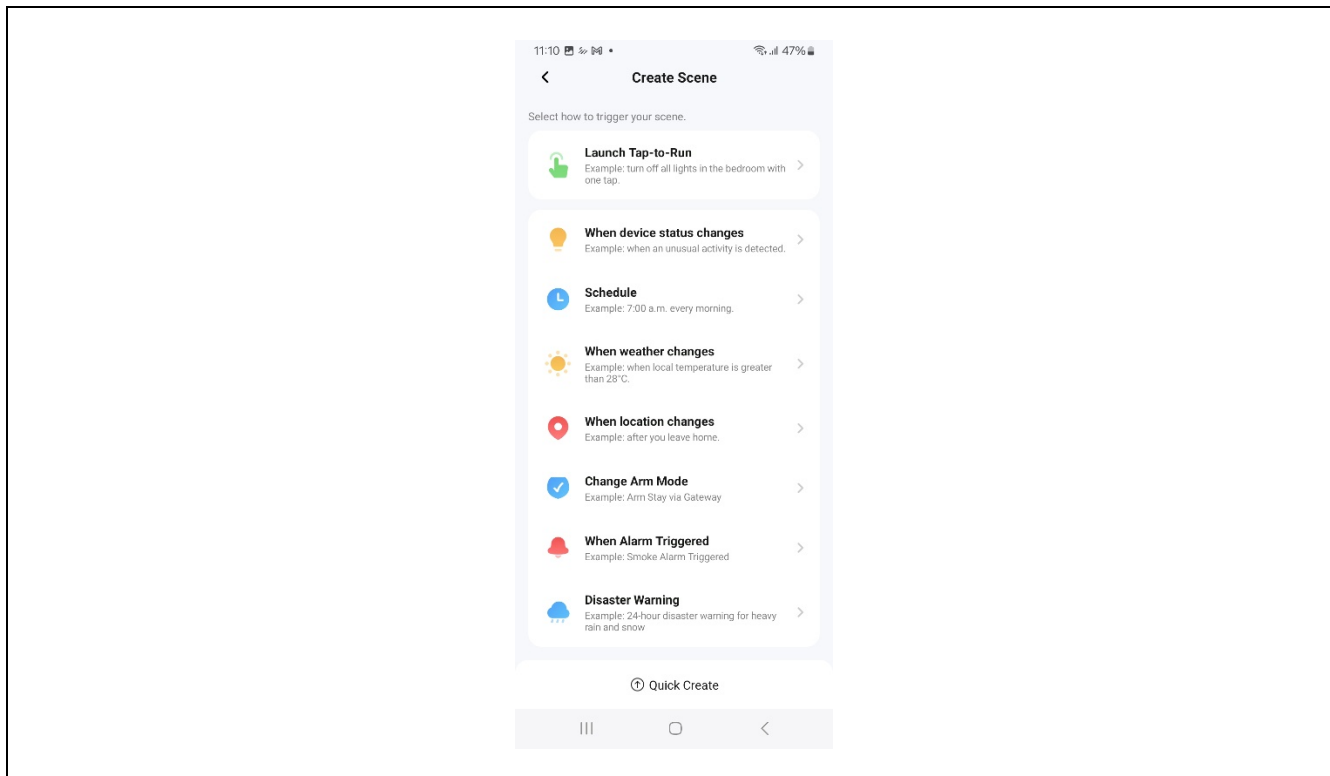 11:10
47%
Create Scene
Select how to trigger your scene.
Launch Tap-to-Run
Example: turn off all lights in the bedroom with
one tap.
When device status changes
Example: when an unusual activity is detected.
Schedule
Example: 7:00 a.m. every morning.
When weather changes
Example: when local temperature is greater
than 28°C.
When location changes
Example: after you leave home.
Change Arm Mode
Example: Arm Stay via Gateway
When Alarm Triggered
Example: Smoke Alarm Triggered
Disaster Warning
Example: 24-hour disaster warning for heavy
rain and snow
Quick Create